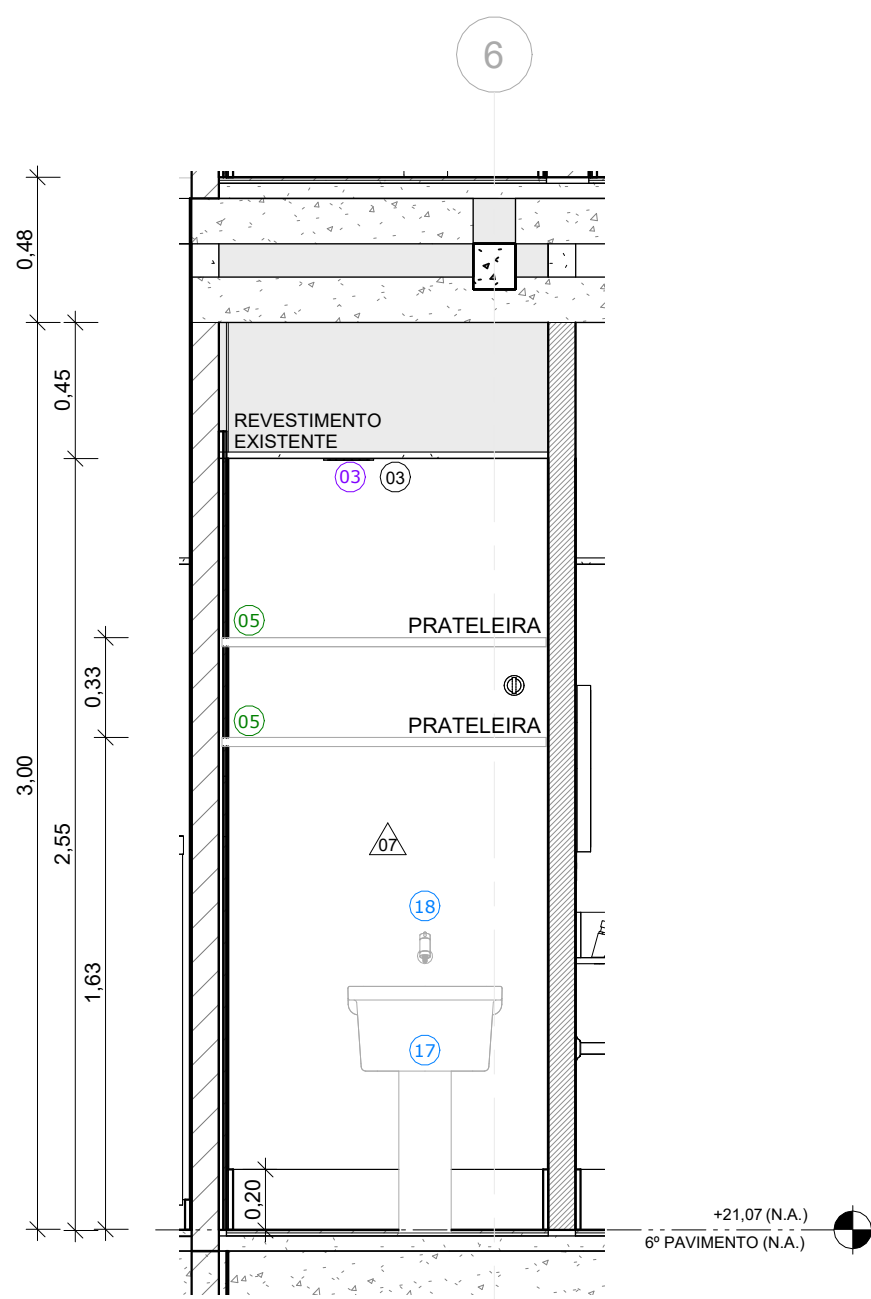 6
0,48
0,45
REVESTIMENTO
EXISTENTE
03 03
05 PRATELEIRA
0,33
05 PRATELEIRA
3,00
2,55
07
18
1,63
17
0,20
+21,07 (N.A.)
6º PAVIMENTO (N.A.)